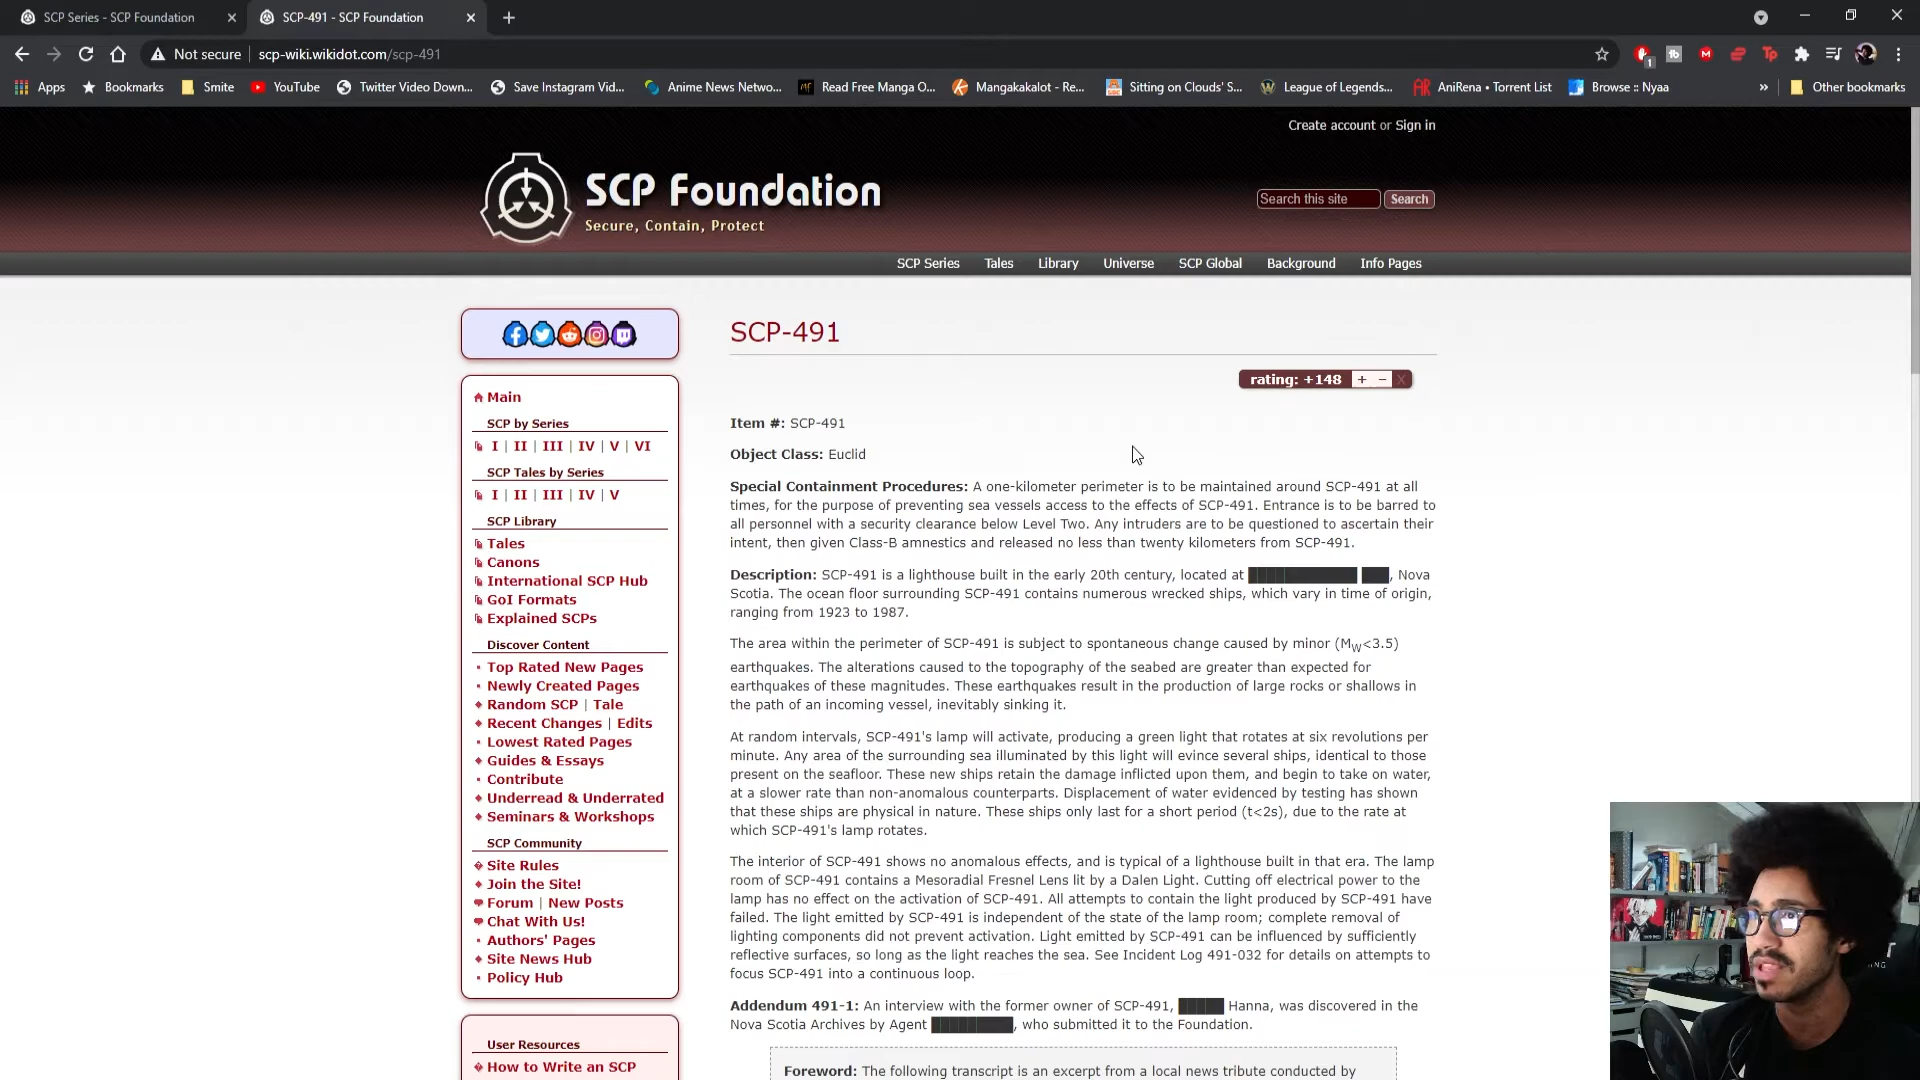 SCP Series - SCP Foundation
SCP-491 - SCP Foundation
Not secure
scp-wiki.wikidot.com/scp-491
Apps
Bookmarks
Smite
YouTube
Twitter Video Down...
Save Instagram Vid...
Anime News Netwo...
Read Free Manga O...
Mangakakalot - Re...
Sitting on Clouds' S...
League of Legends...
AniRena • Torrent List
Browse :: Nyaa
»
Other bookmarks
Create account or Sign in
SCP Foundation
Secure, Contain, Protect
Search this site
Search
SCP Series
Tales
Library
Universe
SCP Global
Background
Info Pages
Main
SCP by Series
I | II | III | IV | V | VI
SCP Tales by Series
I | II | III | IV | V
SCP Library
Tales
Canons
International SCP Hub
GoI Formats
Explained SCPs
Discover Content
Top Rated New Pages
Newly Created Pages
Random SCP | Tale
Recent Changes | Edits
Lowest Rated Pages
Guides & Essays
Contribute
Underread & Underrated
Seminars & Workshops
SCP Community
Site Rules
Join the Site!
Forum | New Posts
Chat With Us!
Authors' Pages
Site News Hub
Policy Hub
User Resources
How to Write an SCP
SCP-491
rating: +148 + − X
Item #: SCP-491
Object Class: Euclid
Special Containment Procedures: A one-kilometer perimeter is to be maintained around SCP-491 at all
times, for the purpose of preventing sea vessels access to the effects of SCP-491. Entrance is to be barred to
all personnel with a security clearance below Level Two. Any intruders are to be questioned to ascertain their
intent, then given Class-B amnestics and released no less than twenty kilometers from SCP-491.
Description: SCP-491 is a lighthouse built in the early 20th century, located at ████████████ ███, Nova
Scotia. The ocean floor surrounding SCP-491 contains numerous wrecked ships, which vary in time of origin,
ranging from 1923 to 1987.
The area within the perimeter of SCP-491 is subject to spontaneous change caused by minor (MW<3.5)
earthquakes. The alterations caused to the topography of the seabed are greater than expected for
earthquakes of these magnitudes. These earthquakes result in the production of large rocks or shallows in
the path of an incoming vessel, inevitably sinking it.
At random intervals, SCP-491's lamp will activate, producing a green light that rotates at six revolutions per
minute. Any area of the surrounding sea illuminated by this light will evince several ships, identical to those
present on the seafloor. These new ships retain the damage inflicted upon them, and begin to take on water,
at a slower rate than non-anomalous counterparts. Displacement of water evidenced by testing has shown
that these ships are physical in nature. These ships only last for a short period (t<2s), due to the rate at
which SCP-491's lamp rotates.
The interior of SCP-491 shows no anomalous effects, and is typical of a lighthouse built in that era. The lamp
room of SCP-491 contains a Mesoradial Fresnel Lens lit by a Dalen Light. Cutting off electrical power to the
lamp has no effect on the activation of SCP-491. All attempts to contain the light produced by SCP-491 have
failed. The light emitted by SCP-491 is independent of the state of the lamp room; complete removal of
lighting components did not prevent activation. Light emitted by SCP-491 can be influenced by sufficiently
reflective surfaces, so long as the light reaches the sea. See Incident Log 491-032 for details on attempts to
focus SCP-491 into a continuous loop.
Addendum 491-1: An interview with the former owner of SCP-491, █████ Hanna, was discovered in the
Nova Scotia Archives by Agent █████████, who submitted it to the Foundation.
Foreword: The following transcript is an excerpt from a local news tribute conducted by